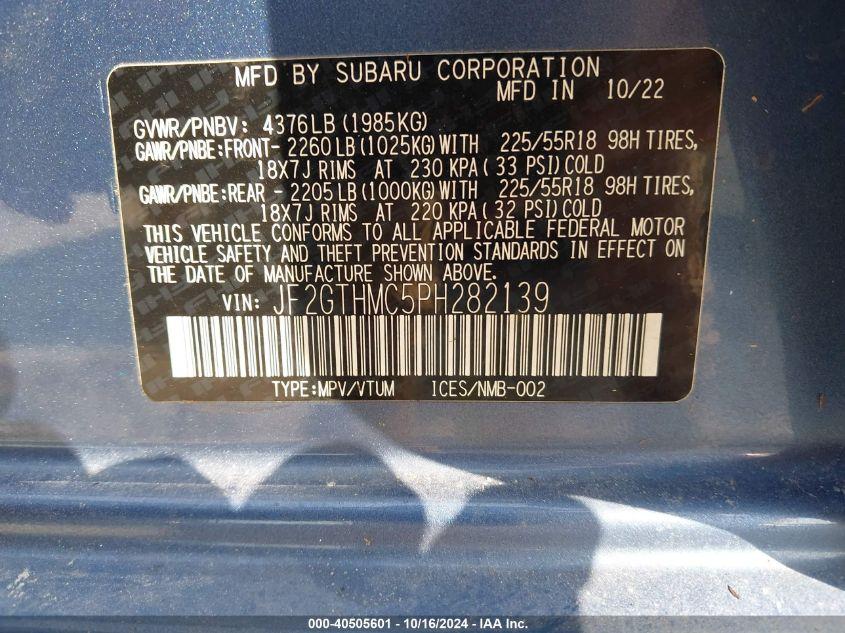 MFD BY SUBARU CORPORATION
MFD IN 10/22
GVWR/PNBV: 4376LB (1985KG)
GAWR/PNBE:FRONT- 2260 LB (1025KG) WITH 225/55R18 98H TIRES,
18X7J RIMS AT 230 KPA ( 33 PSI) COLD
GAWR/PNBE:REAR - 2205 LB (1000KG) WITH 225/55R18 98H TIRES,
18X7J RIMS AT 220 KPA ( 32 PSI) COLD
THIS VEHICLE CONFORMS TO ALL APPLICABLE FEDERAL MOTOR
VEHICLE SAFETY AND THEFT PREVENTION STANDARDS IN EFFECT ON
THE DATE OF MANUFACTURE SHOWN ABOVE.
VIN: JF2GTHMC5PH282139
TYPE:MPV/VTUM ICES/NMB-002
000-40505601 - 10/16/2024 - IAA Inc.